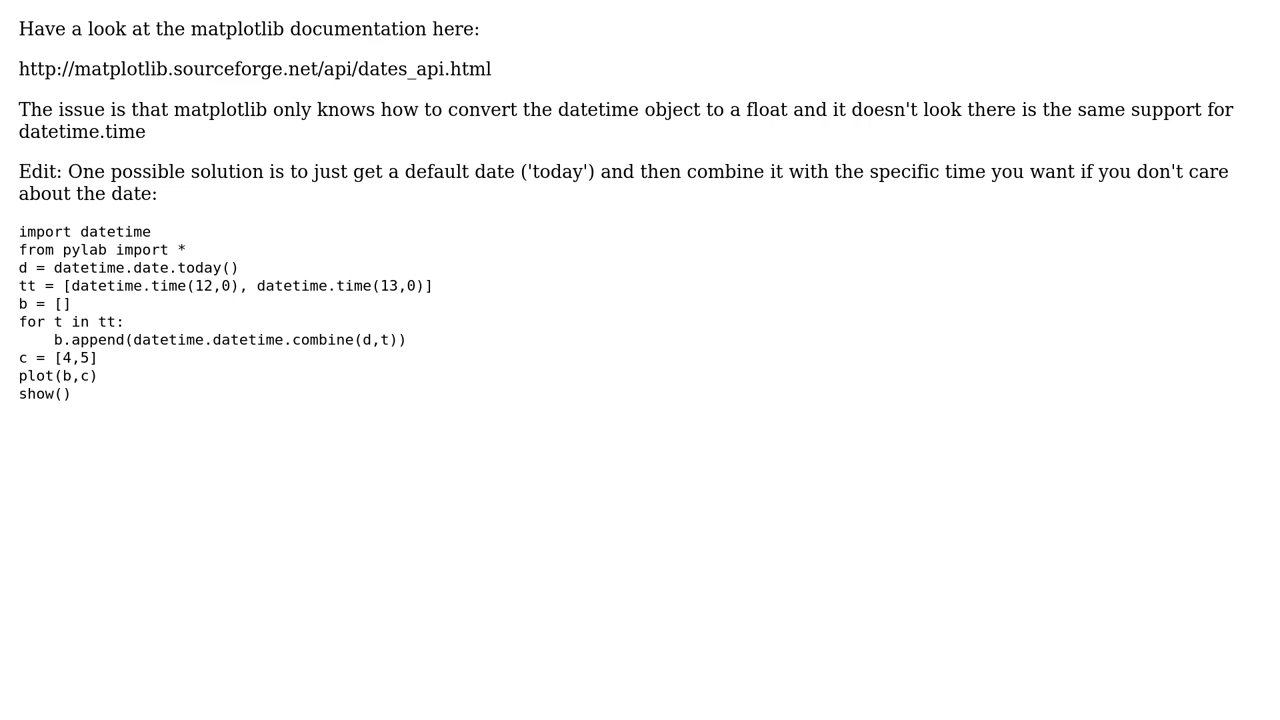 Have a look at the matplotlib documentation here:
http://matplotlib.sourceforge.net/api/dates_api.html
The issue is that matplotlib only knows how to convert the datetime object to a float and it doesn't look there is the same support for
datetime.time
Edit: One possible solution is to just get a default date ('today') and then combine it with the specific time you want if you don't care
about the date:
import datetime
from pylab import *
d = datetime.date.today()
tt = [datetime.time(12,0), datetime.time(13,0)]
b = []
for t in tt:
    b.append(datetime.datetime.combine(d,t))
c = [4,5]
plot(b,c)
show()